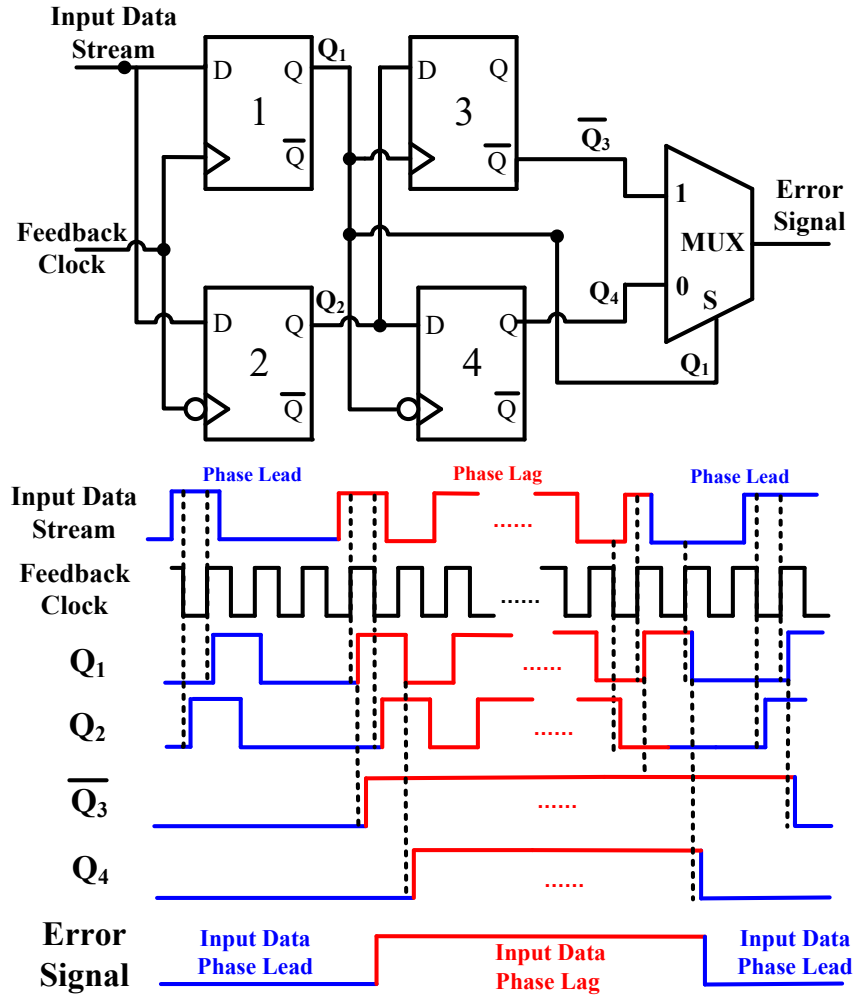 Input Data
Stream
Q1
D Q
1
Q̅
Q
3
Q̅
Q̅3
1
Error
Signal
MUX
Feedback
Clock
Q2
D Q
2
Q̅
D Q
4
Q̅
Q4
0
S
Q1
Phase Lead
Phase Lag
Phase Lead
Input Data
Stream
......
Feedback
Clock
......
Q1
......
Q2
......
Q̅3
......
Q4
......
Error
Signal
Input Data
Phase Lead
Input Data
Phase Lag
Input Data
Phase Lead